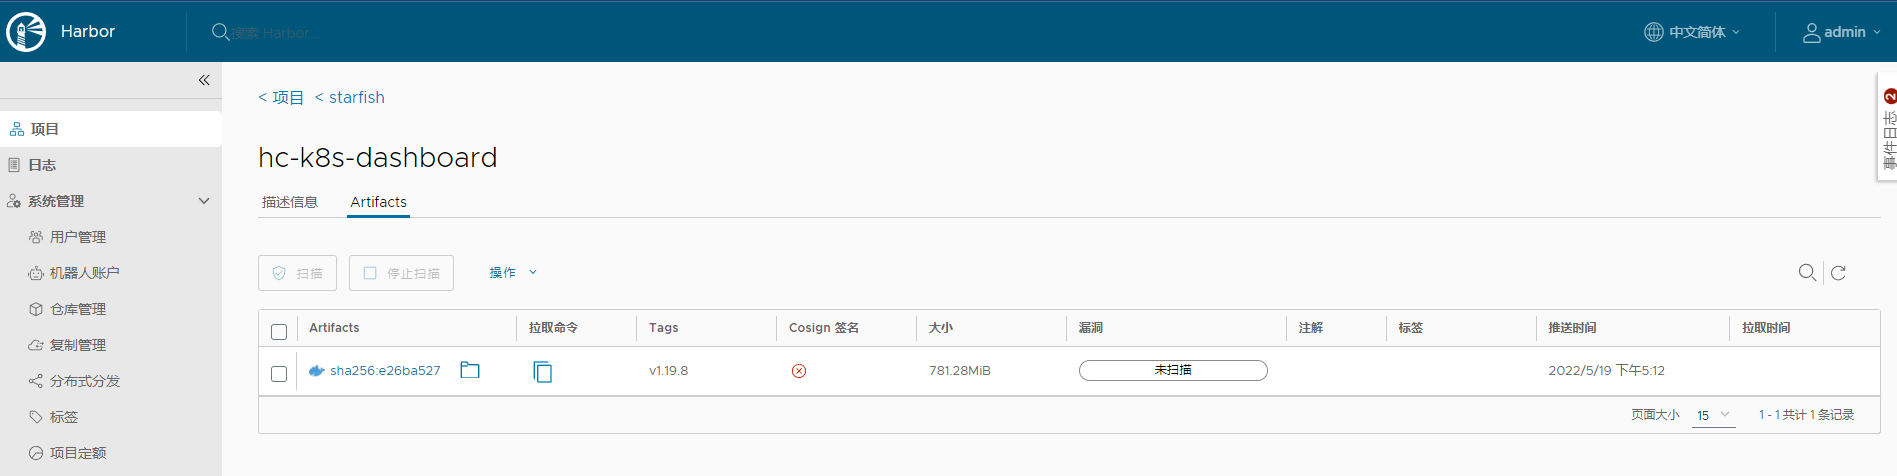 Harbor
搜索 Harbor...
中文简体
admin
事件日志 2
< 项目 < starfish
项目
日志
系统管理
用户管理
机器人账户
仓库管理
复制管理
分布式分发
标签
项目定额
hc-k8s-dashboard
描述信息 Artifacts
扫描 停止扫描 操作
Artifacts 拉取命令 Tags Cosign 签名 大小 漏洞 注解 标签 推送时间 拉取时间
sha256:e26ba527 v1.19.8 781.28MiB 未扫描 2022/5/19 下午5:12
页面大小 15 1 - 1 共计 1 条记录